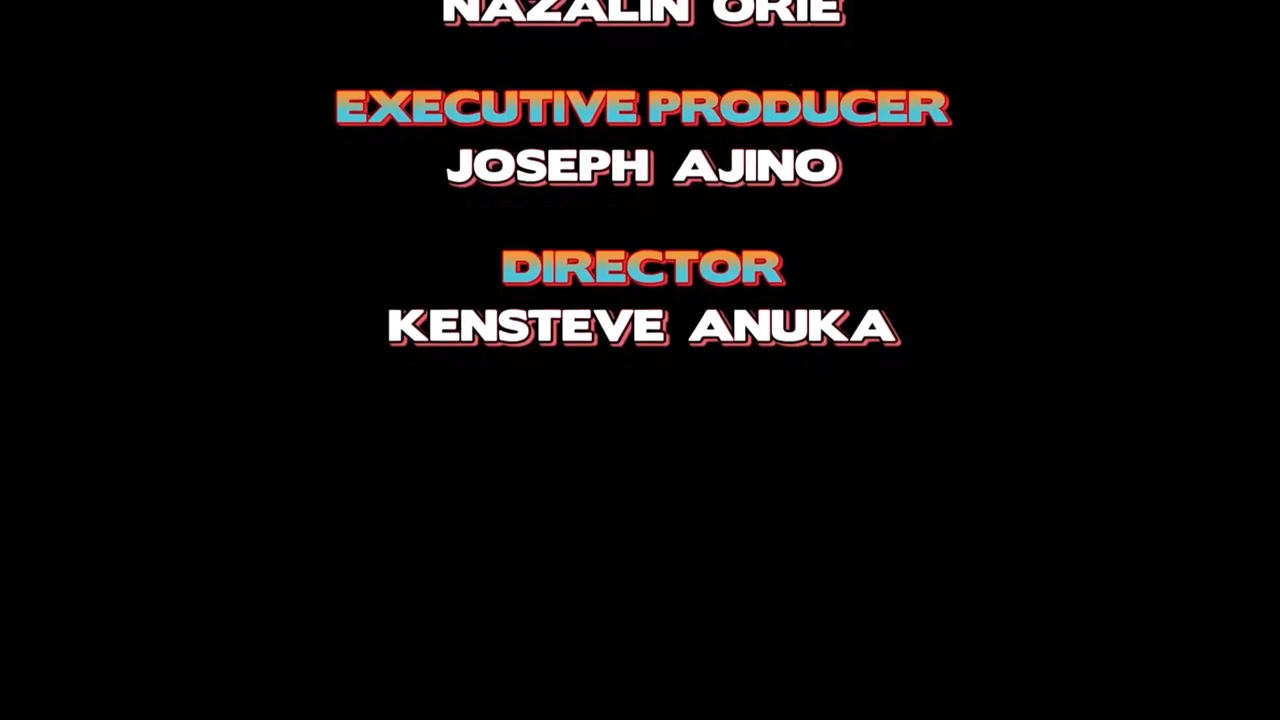 NAZALIN ORIE
EXECUTIVE PRODUCER
JOSEPH AJINO
DIRECTOR
KENSTEVE ANUKA